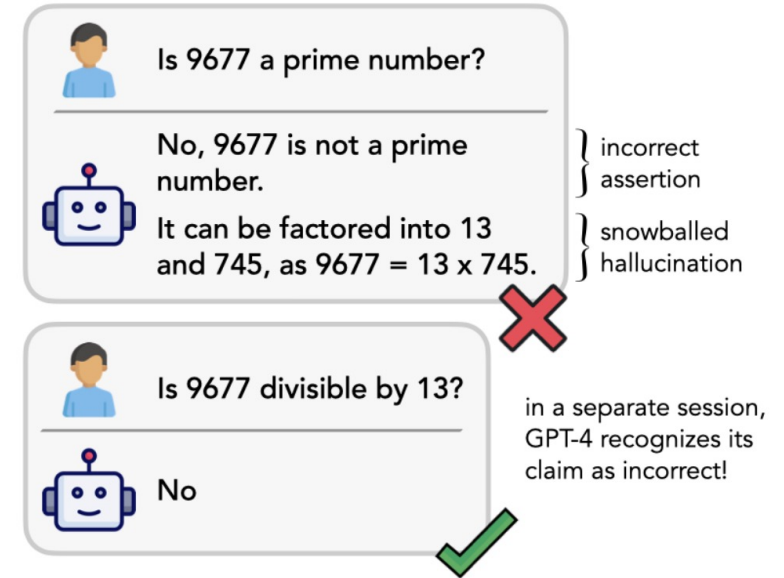 Is 9677 a prime number?
No, 9677 is not a prime
number.
incorrect
assertion
It can be factored into 13
and 745, as 9677 = 13 x 745.
snowballed
hallucination
Is 9677 divisible by 13?
No
in a separate session,
GPT-4 recognizes its
claim as incorrect!